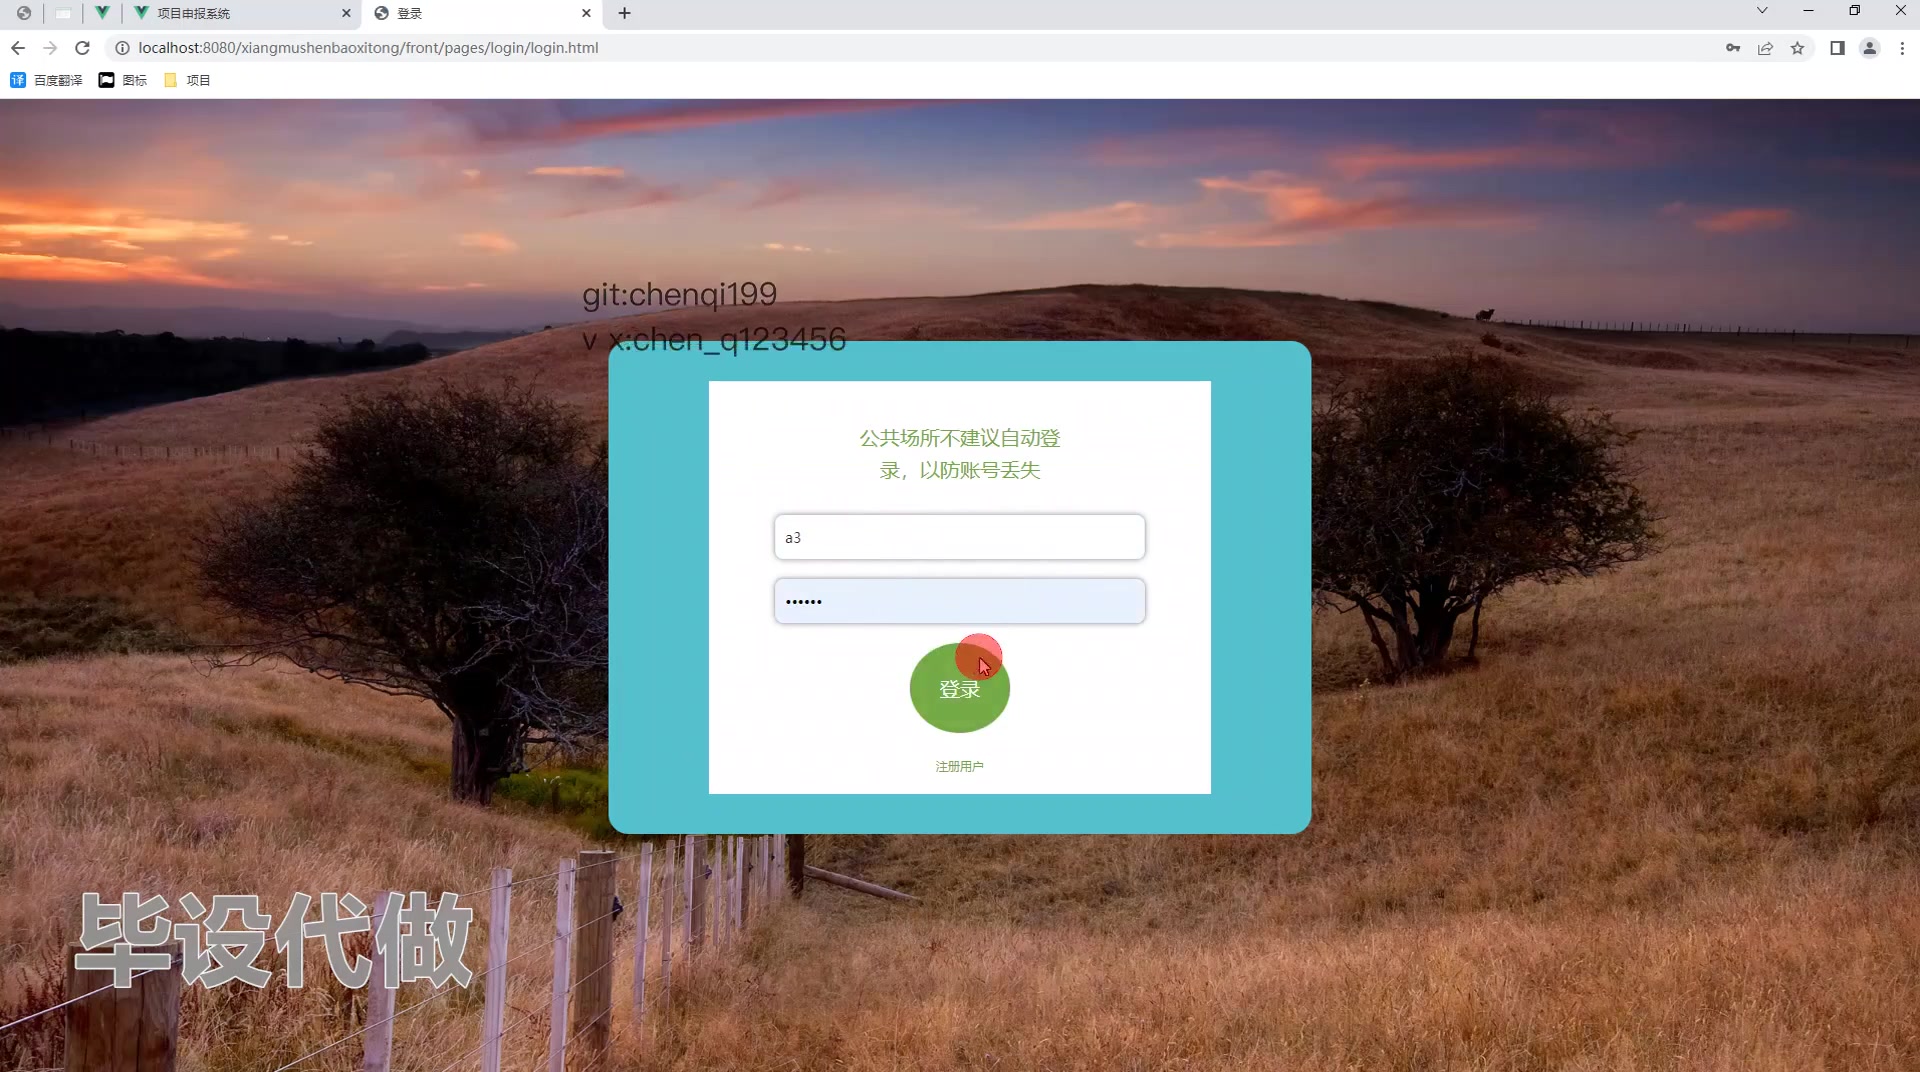 项目申报系统
登录
localhost:8080/xiangmushenbaoxitong/front/pages/login/login.html
百度翻译
图标
项目
git:chenqi199
v x:chen_q123456
公共场所不建议自动登
录，以防账号丢失
a3
••••••
登录
注册用户
毕设代做